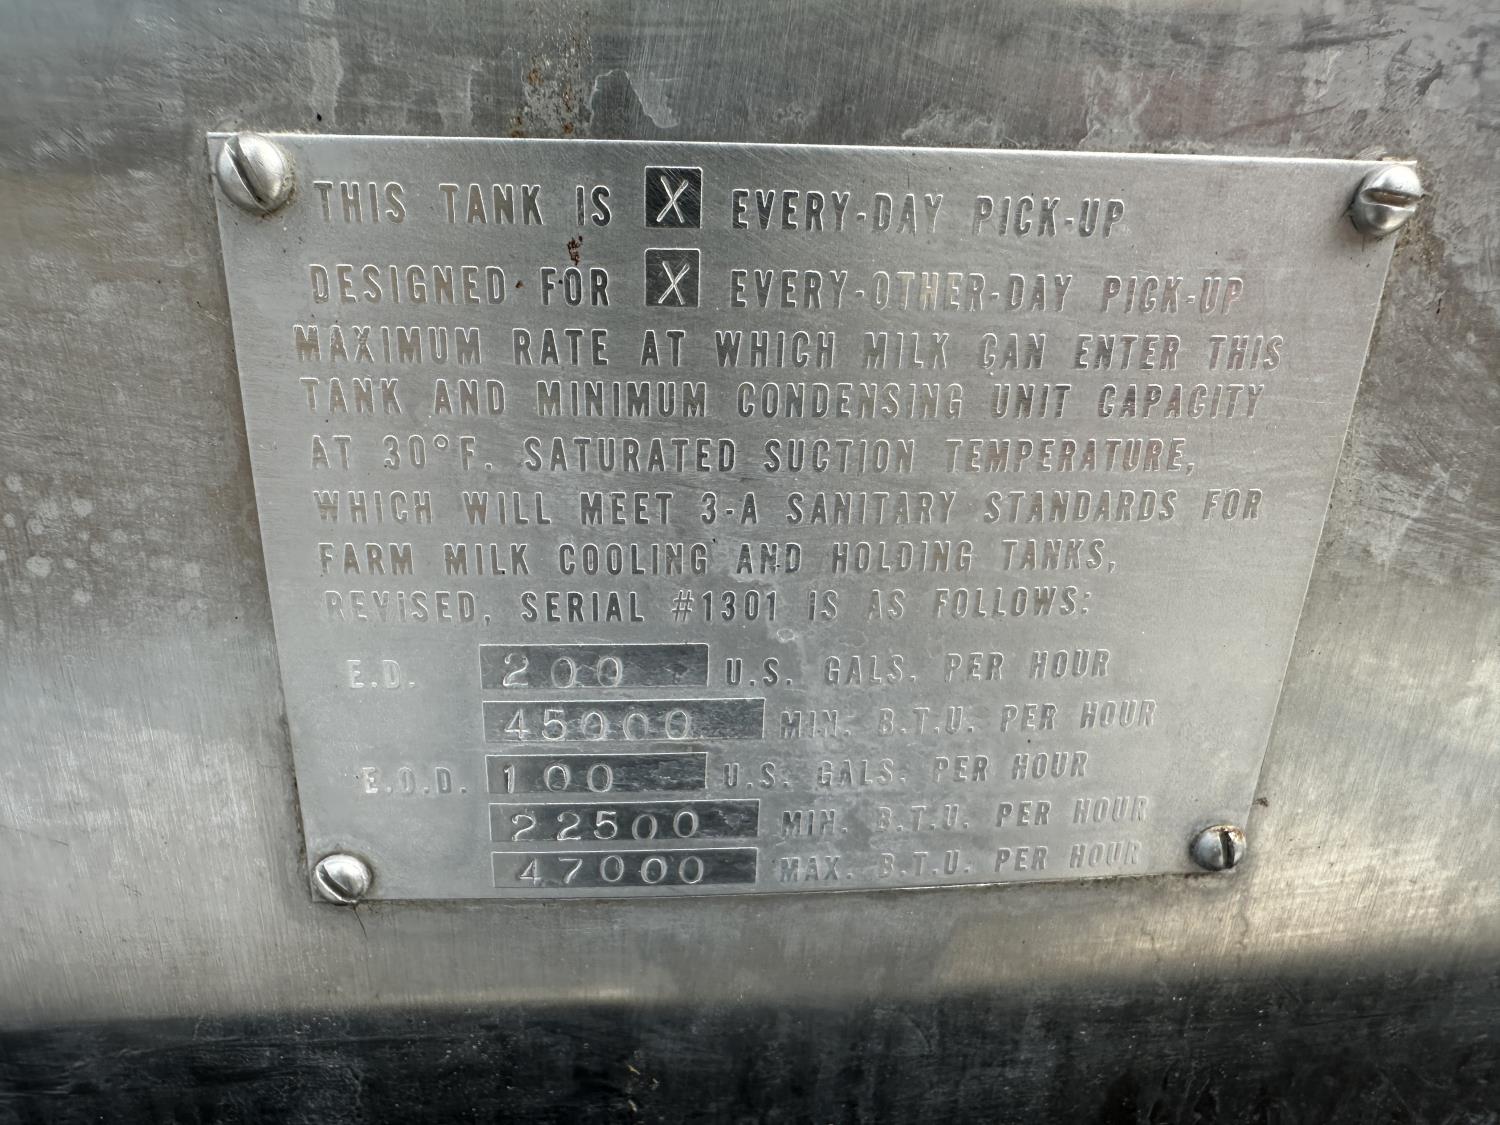 THIS TANK IS X EVERY-DAY PICK-UP
DESIGNED FOR X EVERY-OTHER-DAY PICK-UP
MAXIMUM RATE AT WHICH MILK CAN ENTER THIS
TANK AND MINIMUM CONDENSING UNIT CAPACITY
AT 30°F. SATURATED SUCTION TEMPERATURE,
WHICH WILL MEET 3-A SANITARY STANDARDS FOR
FARM MILK COOLING AND HOLDING TANKS,
REVISED, SERIAL #1301 IS AS FOLLOWS:
E.D. 200 U.S. GALS. PER HOUR
45000 MIN. B.T.U. PER HOUR
E.O.D. 100 U.S. GALS. PER HOUR
22500 MIN. B.T.U. PER HOUR
47000 MAX. B.T.U. PER HOUR